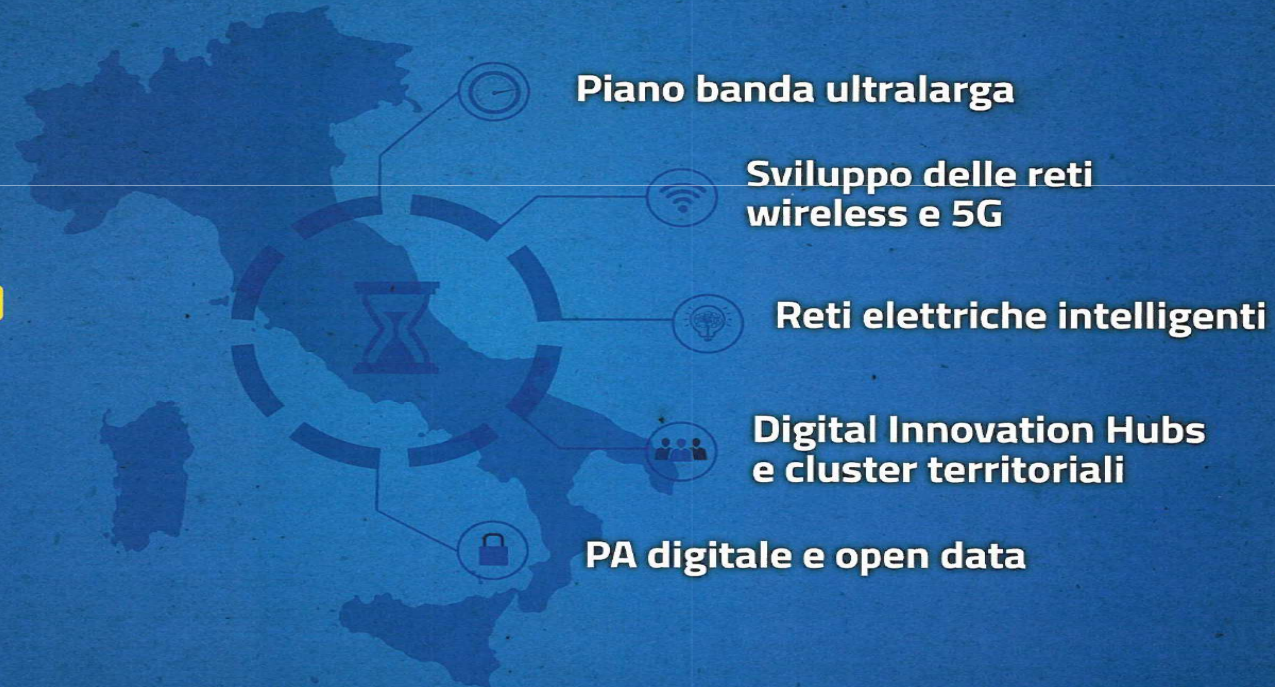 Piano banda ultralarga
Sviluppo delle reti
wireless e 5G
Reti elettriche intelligenti
Digital Innovation Hubs
e cluster territoriali
PA digitale e open data